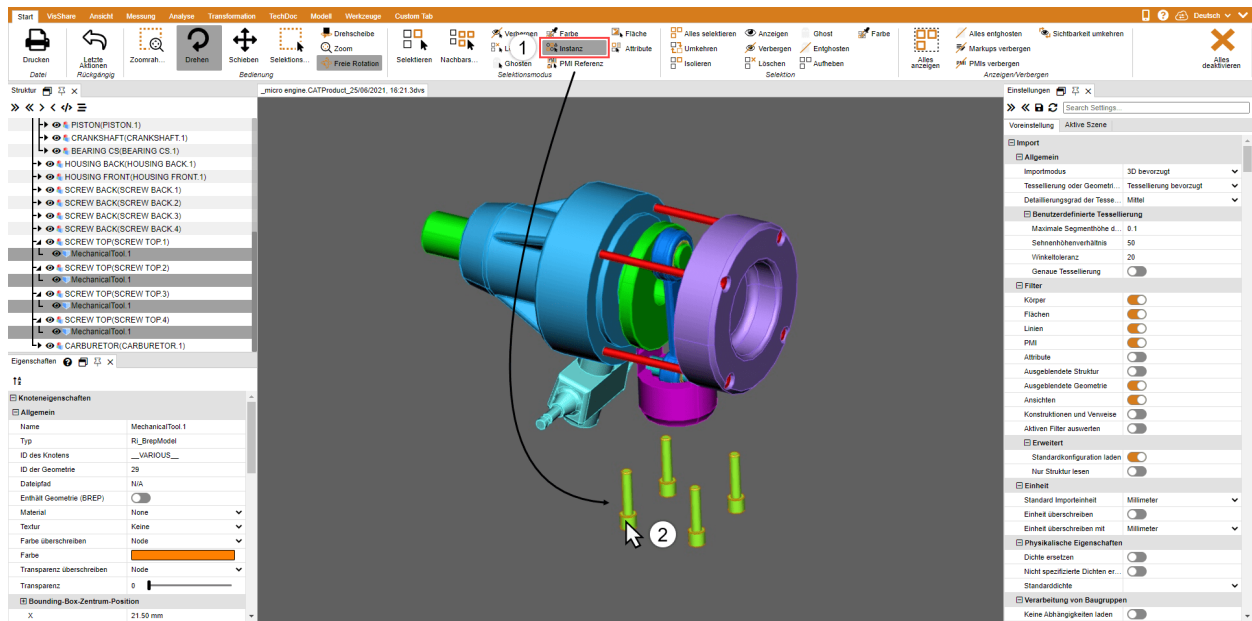 Start VisShare Ansicht Messung Analyse Transformation TechDoc Modell Werkzeuge Custom Tab Deutsch
Drucken
Letzte Aktionen
Zoomrah...
Drehen
Schieben
Selektions...
Drehscheibe
Zoom
Freie Rotation
Selektieren
Nachbars...
Verbergen
Ghosten
Farbe
Instanz
PMI Referenz
Fläche
Attribute
Alles selektieren
Umkehren
Isolieren
Anzeigen
Verbergen
Löschen
Ghost
Entghosten
Aufheben
Farbe
Alles anzeigen
Alles entghosten
Markups verbergen
PMIs verbergen
Sichtbarkeit umkehren
Alles deaktivieren
Datei Rückgängig Bedienung Selektionsmodus Selektion Anzeigen/Verbergen
1
Struktur
PISTON(PISTON.1)
CRANKSHAFT(CRANKSHAFT.1)
BEARING CS(BEARING CS.1)
HOUSING BACK(HOUSING BACK.1)
HOUSING FRONT(HOUSING FRONT.1)
SCREW BACK(SCREW BACK.1)
SCREW BACK(SCREW BACK.2)
SCREW BACK(SCREW BACK.3)
SCREW BACK(SCREW BACK.4)
SCREW TOP(SCREW TOP.1)
MechanicalTool.1
SCREW TOP(SCREW TOP.2)
MechanicalTool.1
SCREW TOP(SCREW TOP.3)
MechanicalTool.1
SCREW TOP(SCREW TOP.4)
MechanicalTool.1
CARBURETOR(CARBURETOR.1)
Eigenschaften
Knoteneigenschaften
Allgemein
Name MechanicalTool.1
Typ Ri_BrepModel
ID des Knotens __VARIOUS__
ID der Geometrie 29
Dateipfad N/A
Enthält Geometrie (BREP)
Material None
Textur Keine
Farbe überschreiben Node
Farbe
Transparenz überschreiben Node
Transparenz 0
Bounding-Box-Zentrum-Position
X 21.50 mm
_micro engine.CATProduct_25/06/2021, 16:21.3dvs
2
Einstellungen
Search Settings...
Voreinstellung Aktive Szene
Import
Allgemein
Importmodus 3D bevorzugt
Tessellierung oder Geometri... Tessellierung bevorzugt
Detaillierungsgrad der Tesse... Mittel
Benutzerdefinierte Tessellierung
Maximale Segmenthöhe d... 0.1
Sehnenhöhenverhältnis 50
Winkeltoleranz 20
Genaue Tessellierung
Filter
Körper
Flächen
Linien
PMI
Attribute
Ausgeblendete Struktur
Ausgeblendete Geometrie
Ansichten
Konstruktionen und Verweise
Aktiven Filter auswerten
Erweitert
Standardkonfiguration laden
Nur Struktur lesen
Einheit
Standard Importeinheit Millimeter
Einheit überschreiben
Einheit überschreiben mit Millimeter
Physikalische Eigenschaften
Dichte ersetzen
Nicht spezifizierte Dichten er...
Standarddichte
Verarbeitung von Baugruppen
Keine Abhängigkeiten laden